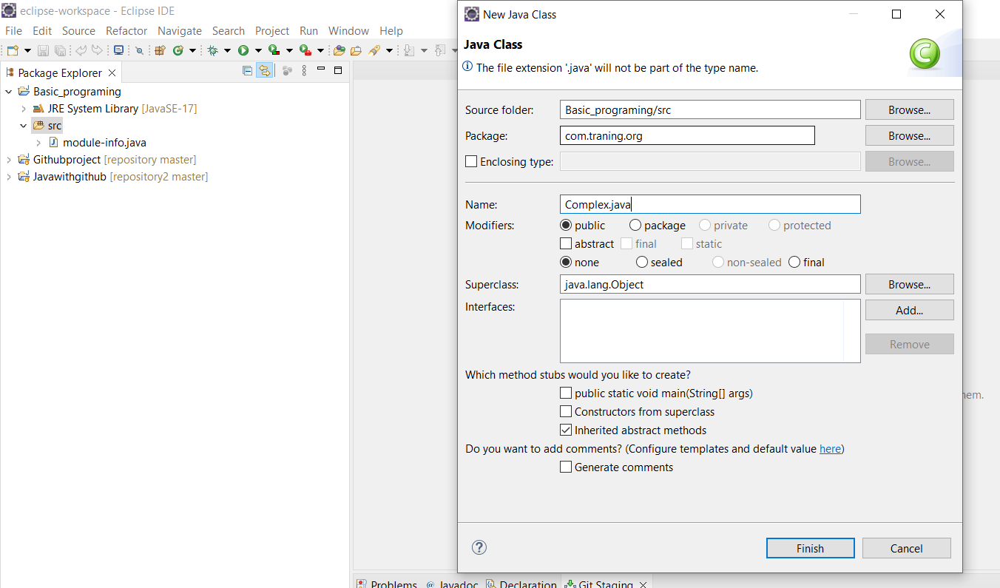 eclipse-workspace - Eclipse IDE
File Edit Source Refactor Navigate Search Project Run Window Help
Package Explorer
Basic_programing
JRE System Library [JavaSE-17]
src
module-info.java
Githubproject [repository master]
Javawithgithub [repository2 master]
New Java Class
Java Class
The file extension '.java' will not be part of the type name.
Source folder: Basic_programing/src Browse...
Package: com.traning.org Browse...
Enclosing type: Browse...
Name: Complex.java
Modifiers: public package private protected
abstract final static
none sealed non-sealed final
Superclass: java.lang.Object Browse...
Interfaces: Add...
Remove
Which method stubs would you like to create?
public static void main(String[] args)
Constructors from superclass
Inherited abstract methods
Do you want to add comments? (Configure templates and default value here)
Generate comments
Finish Cancel
Problems @ Javadoc Declaration Git Staging